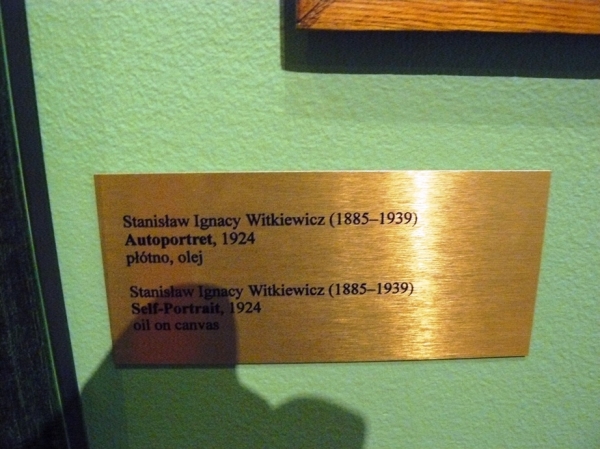 Stanisław Ignacy Witkiewicz (1885–1939)
Autoportret, 1924
płótno, olej
Stanisław Ignacy Witkiewicz (1885–1939)
Self-Portrait, 1924
oil on canvas